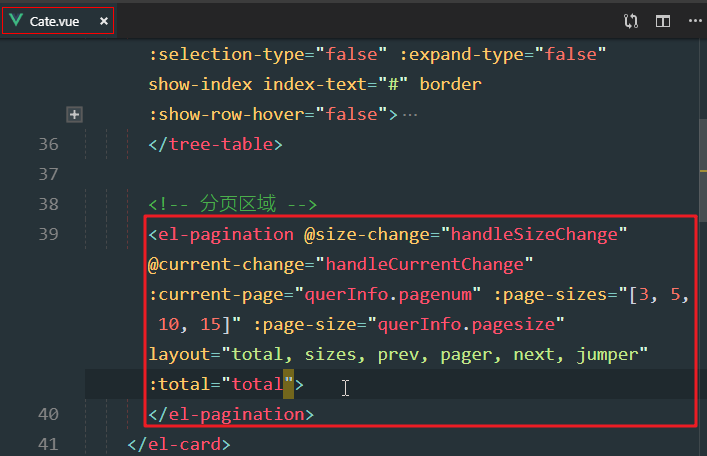 Cate.vue ×
:selection-type="false" :expand-type="false"
show-index index-text="#" border
:show-row-hover="false">…
36 </tree-table>
37
38 <!-- 分页区域 -->
39 <el-pagination @size-change="handleSizeChange"
@current-change="handleCurrentChange"
:current-page="querInfo.pagenum" :page-sizes="[3, 5,
10, 15]" :page-size="querInfo.pagesize"
layout="total, sizes, prev, pager, next, jumper"
:total="total">
40 </el-pagination>
41 </el-card>